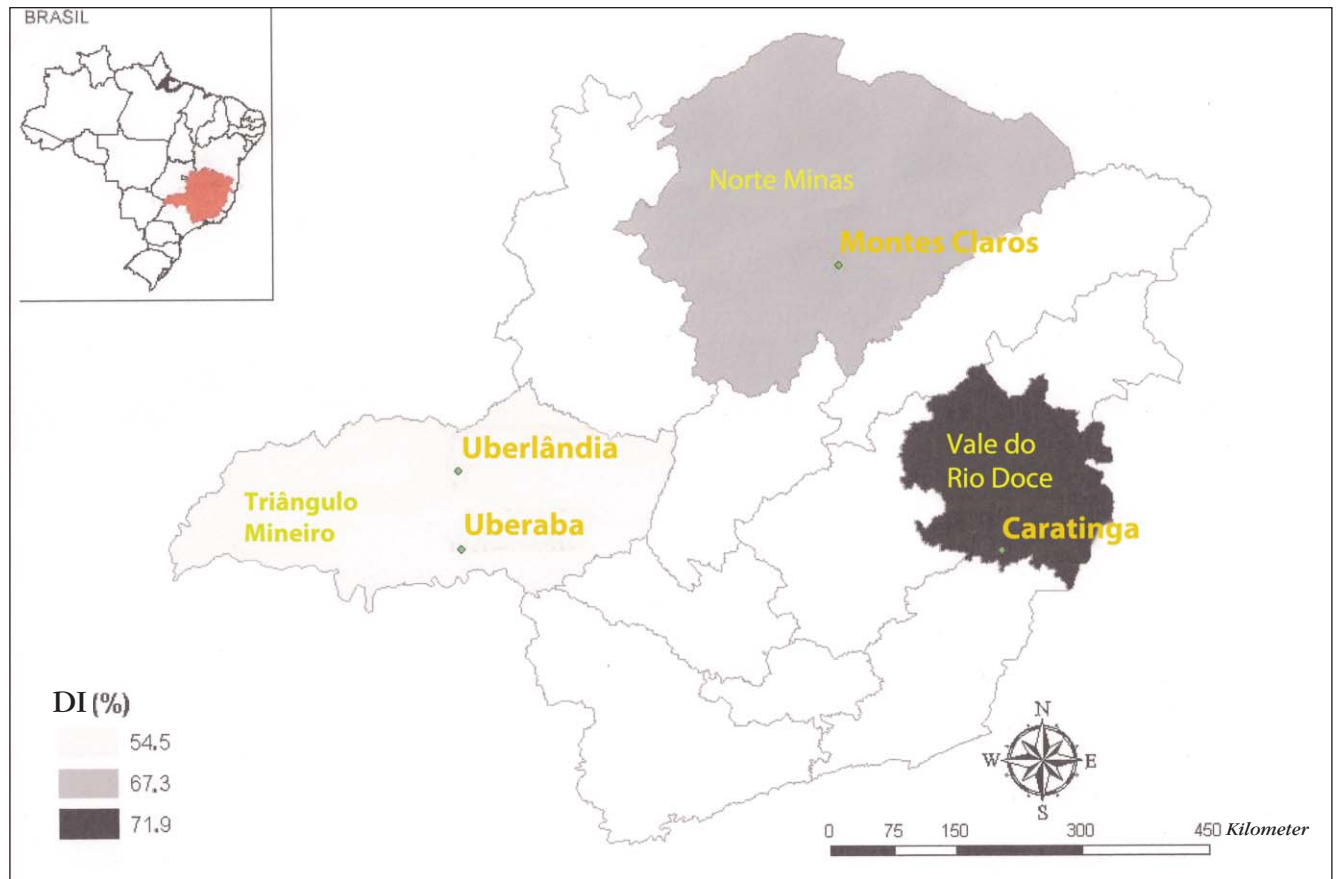 BRASIL
Norte Minas
Montes Claros
Uberlândia
Triângulo
Mineiro
Uberaba
Vale do
Rio Doce
Caratinga
DI (%)
54.5
67.3
71.9
N
W E
S
0 75 150 300 450 Kilometer